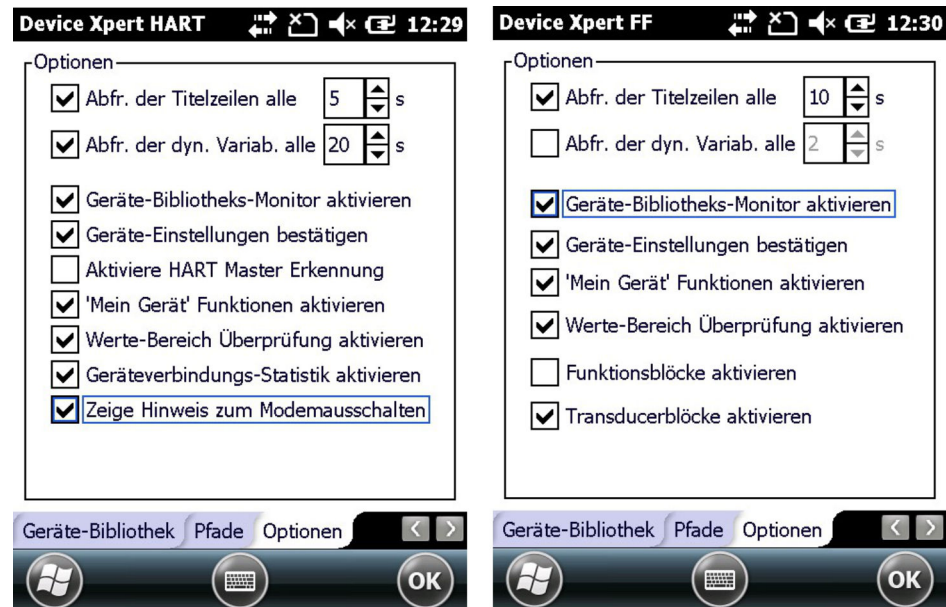 Device Xpert HART 12:29
Optionen
Abfr. der Titelzeilen alle 5 s
Abfr. der dyn. Variab. alle 20 s
Geräte-Bibliotheks-Monitor aktivieren
Geräte-Einstellungen bestätigen
Aktiviere HART Master Erkennung
'Mein Gerät' Funktionen aktivieren
Werte-Bereich Überprüfung aktivieren
Geräteverbindungs-Statistik aktivieren
Zeige Hinweis zum Modemausschalten
Geräte-Bibliothek Pfade Optionen
OK
Device Xpert FF 12:30
Optionen
Abfr. der Titelzeilen alle 10 s
Abfr. der dyn. Variab. alle 2 s
Geräte-Bibliotheks-Monitor aktivieren
Geräte-Einstellungen bestätigen
'Mein Gerät' Funktionen aktivieren
Werte-Bereich Überprüfung aktivieren
Funktionsblöcke aktivieren
Transducerblöcke aktivieren
Geräte-Bibliothek Pfade Optionen
OK